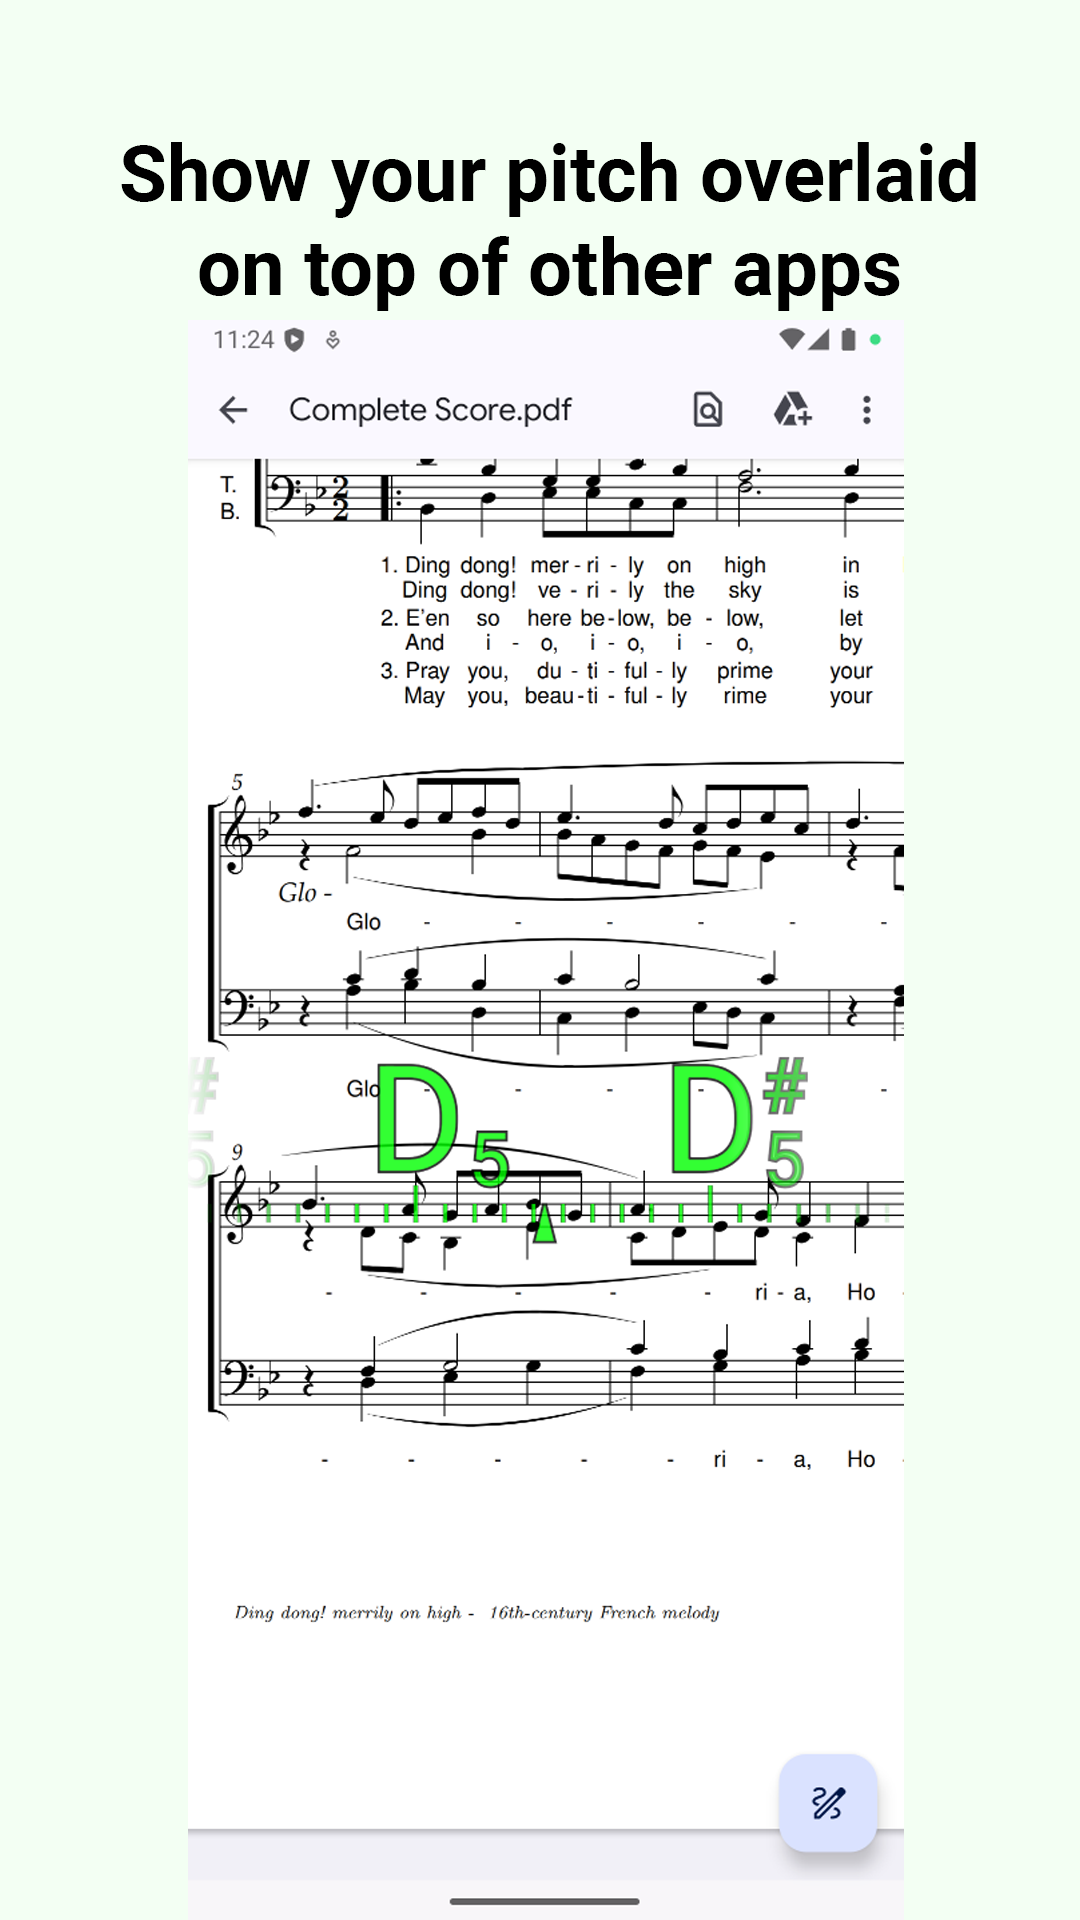 Show your pitch overlaid
on top of other apps
11:24
Complete Score.pdf
T.
B.
1. Ding dong! mer - ri - ly on high in
Ding dong! ve - ri - ly the sky is
2. E'en so here be - low, be - low, let
And i - o, i - o, i - o, by
3. Pray you, du - ti - ful - ly prime your
May you, beau - ti - ful - ly rime your
5
Glo -
Glo - - - - - -
Glo - - - - -
# 5 D 5 D# 5
9
- - - - - ri - a, Ho
- - - - - ri - a, Ho
Ding dong! merrily on high - 16th-century French melody